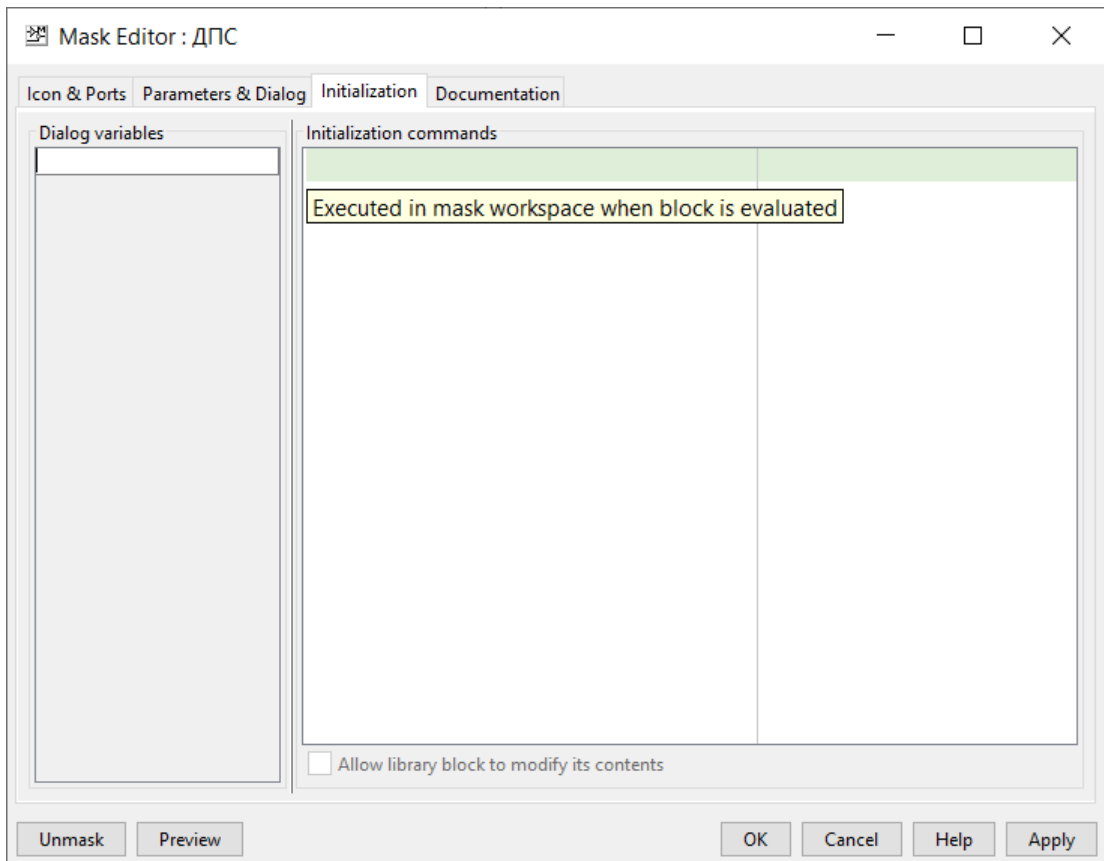 Mask Editor : ДПС
Icon & Ports Parameters & Dialog Initialization Documentation
Dialog variables
Initialization commands
Executed in mask workspace when block is evaluated
Allow library block to modify its contents
Unmask Preview OK Cancel Help Apply